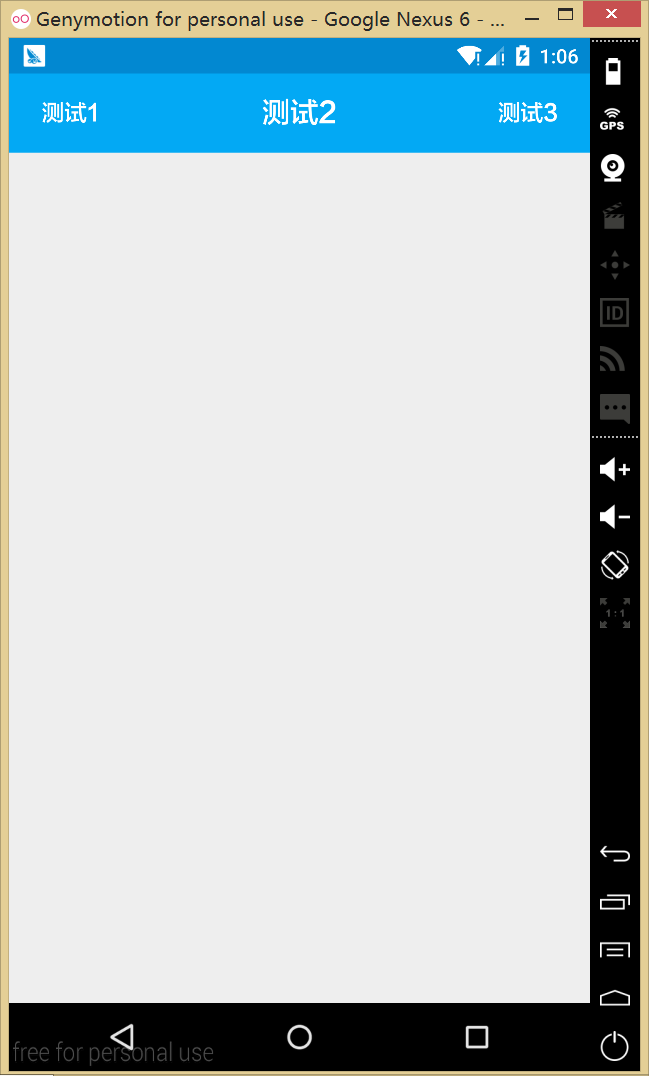 Genymotion for personal use - Google Nexus 6 - ...
1:06
测试1 测试2 测试3
GPS
ID
1:1
free for personal use